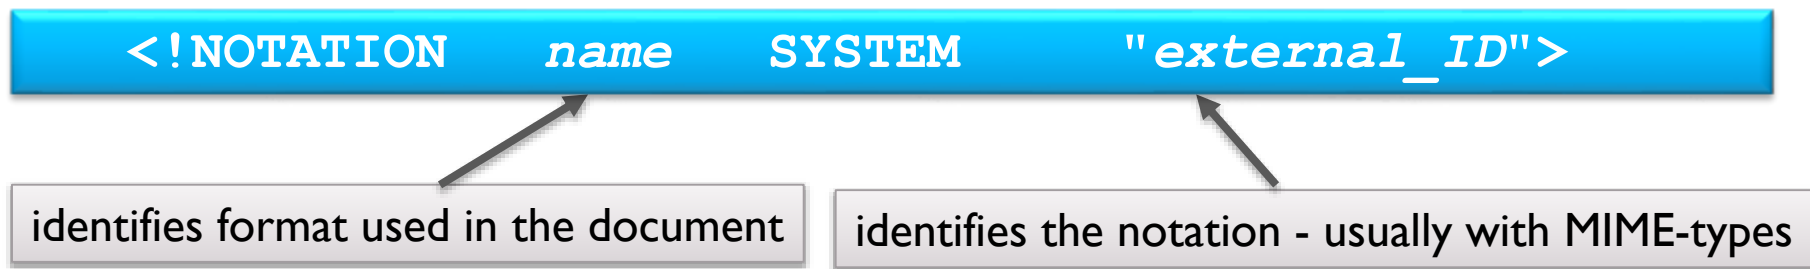 <!NOTATION name SYSTEM "external_ID">
identifies format used in the document
identifies the notation - usually with MIME-types